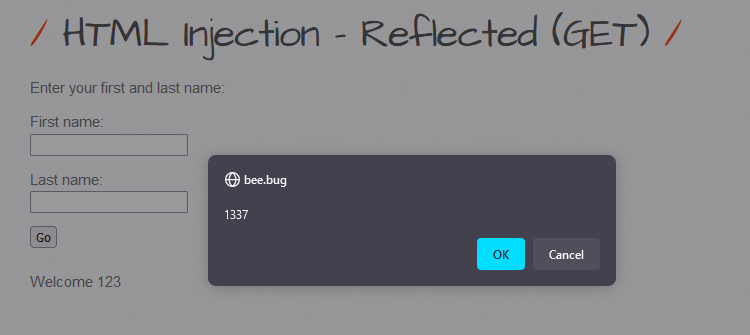 / HTML Injection - Reflected (GET) /
Enter your first and last name:
First name:
Last name:
Go
Welcome 123
bee.bug
1337
OK Cancel